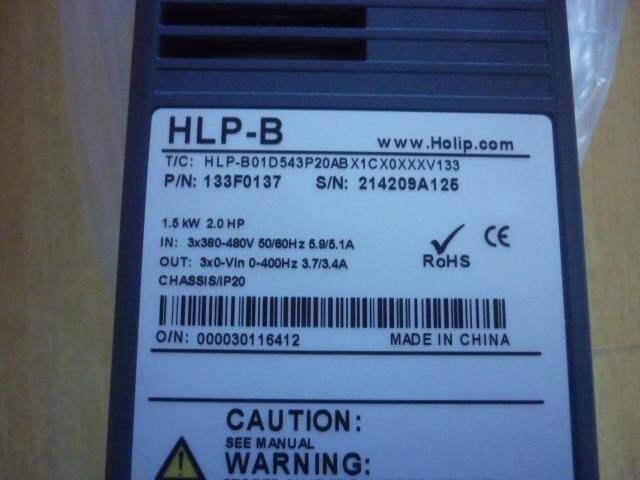 HLP-B www.Holip.com
T/C: HLP-B01D543P20ABX1CX0XXXV133
P/N: 133F0137 S/N: 214209A125
1.5 kW 2.0 HP
IN: 3x380-480V 50/60Hz 5.9/5.1A
OUT: 3x0-Vin 0-400Hz 3.7/3.4A
CHASSIS/IP20
RoHS CE
O/N: 000030116412 MADE IN CHINA
CAUTION:
SEE MANUAL
WARNING: